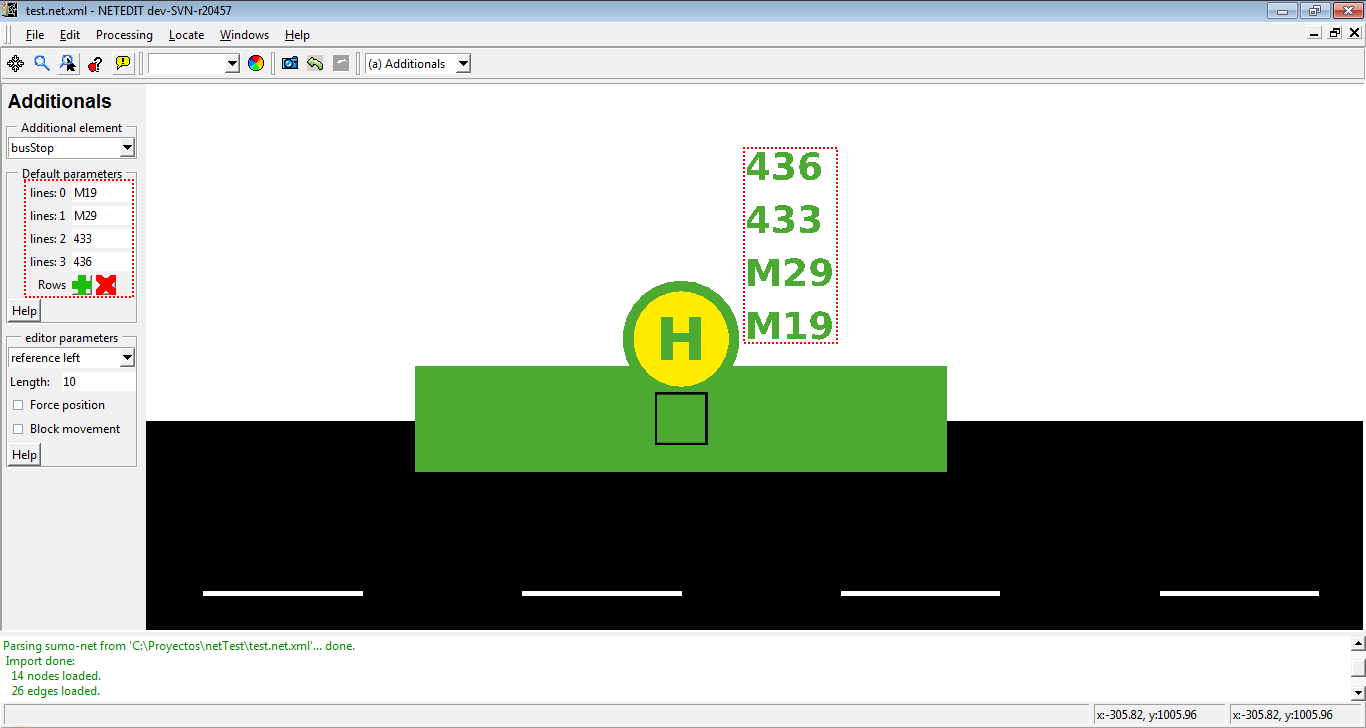 test.net.xml - NETEDIT dev-SVN-r20457
File Edit Processing Locate Windows Help
(a) Additionals
Additionals
Additional element
busStop
Default parameters
lines: 0 M19
lines: 1 M29
lines: 2 433
lines: 3 436
Rows
Help
editor parameters
reference left
Length: 10
Force position
Block movement
Help
436
433
M29
M19
H
Parsing sumo-net from 'C:\Proyectos\netTest\test.net.xml'... done.
Import done:
14 nodes loaded.
26 edges loaded.
x:-305.82, y:1005.96 x:-305.82, y:1005.96